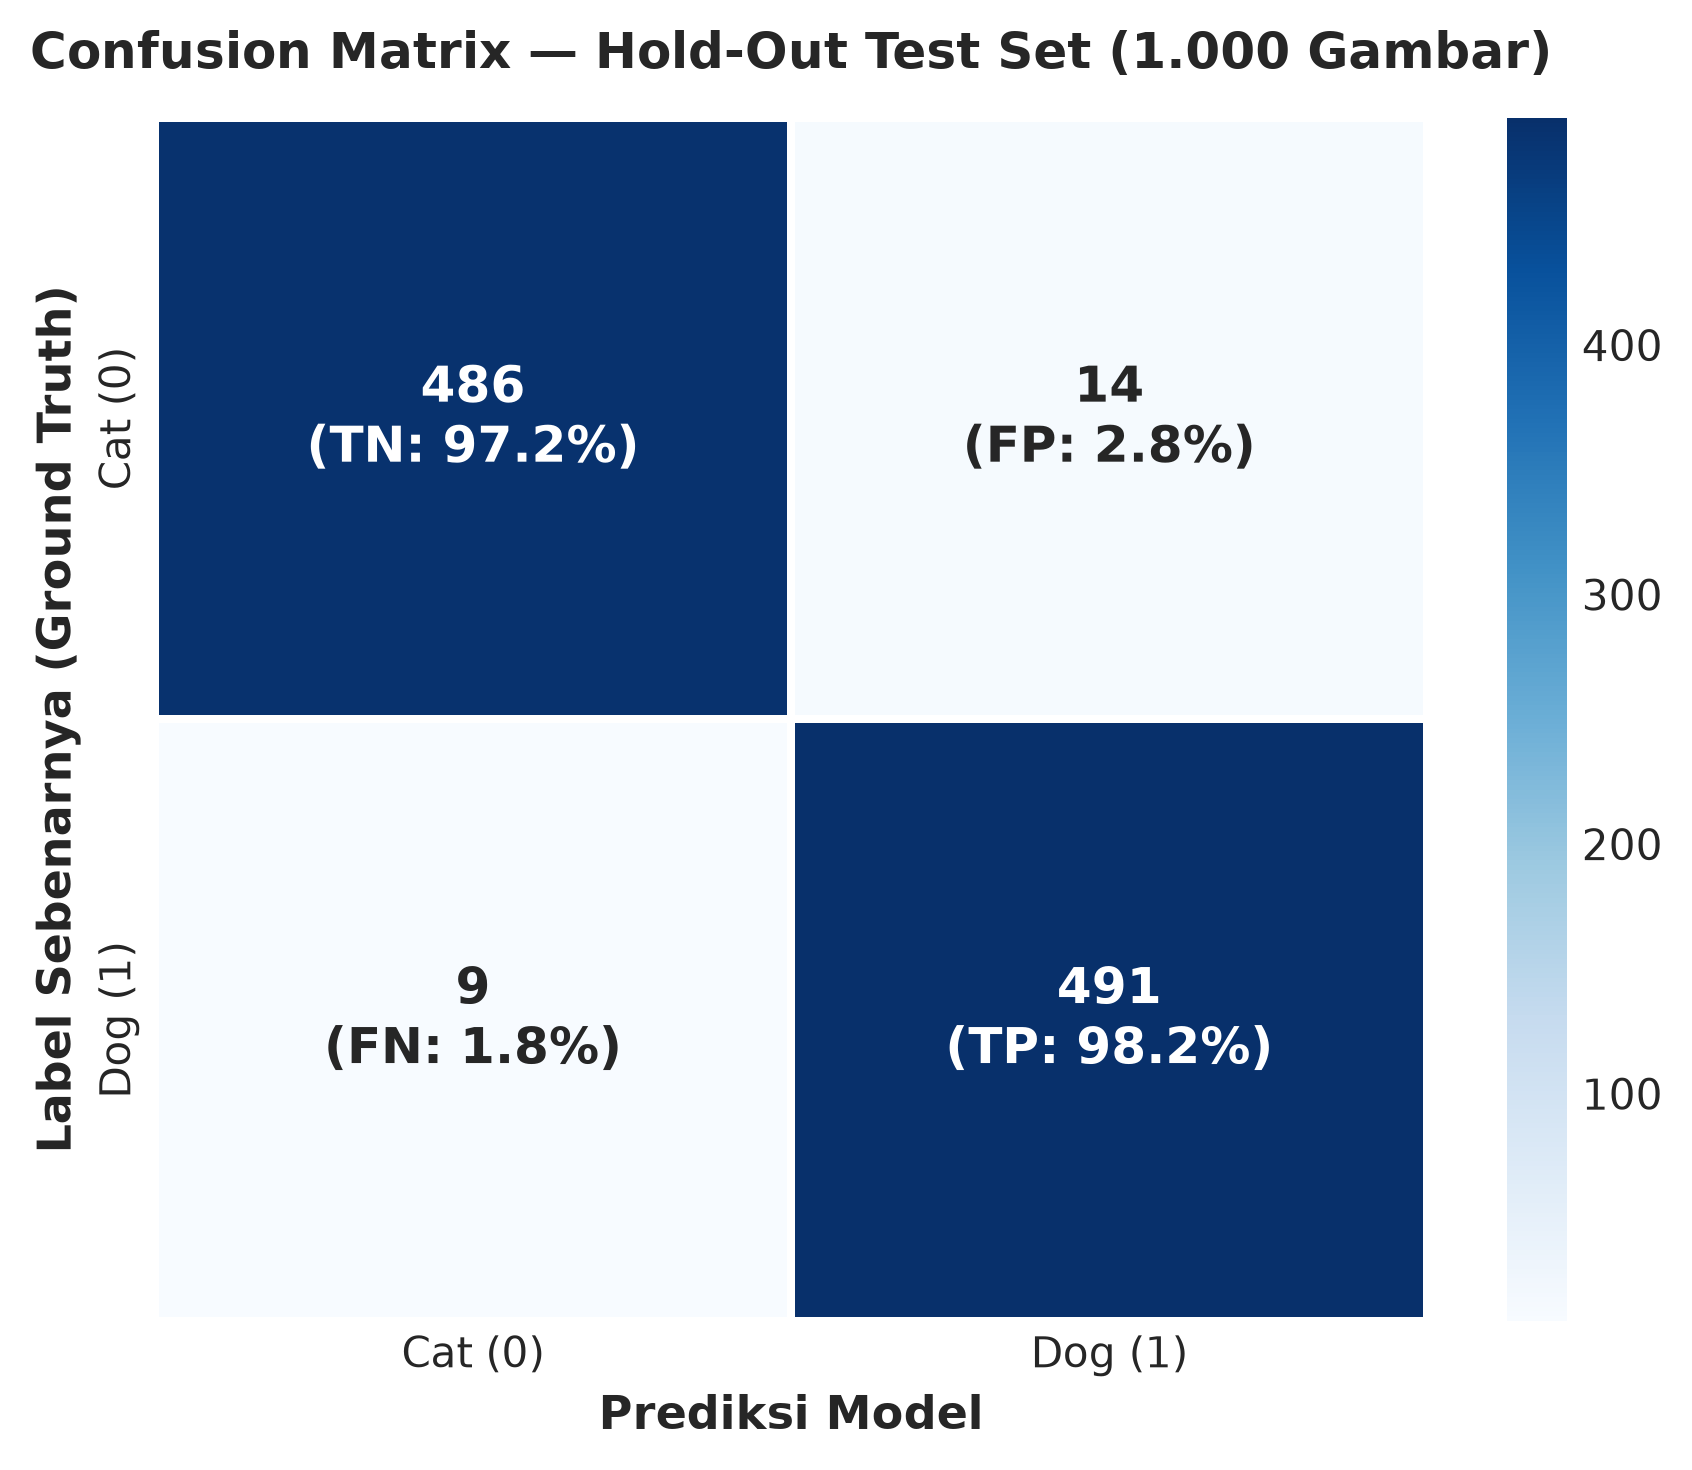 Confusion Matrix — Hold-Out Test Set (1.000 Gambar)
Label Sebenarnya (Ground Truth)
Cat (0)
486
(TN: 97.2%)
14
(FP: 2.8%)
Dog (1)
9
(FN: 1.8%)
491
(TP: 98.2%)
Cat (0)
Dog (1)
Prediksi Model
400
300
200
100